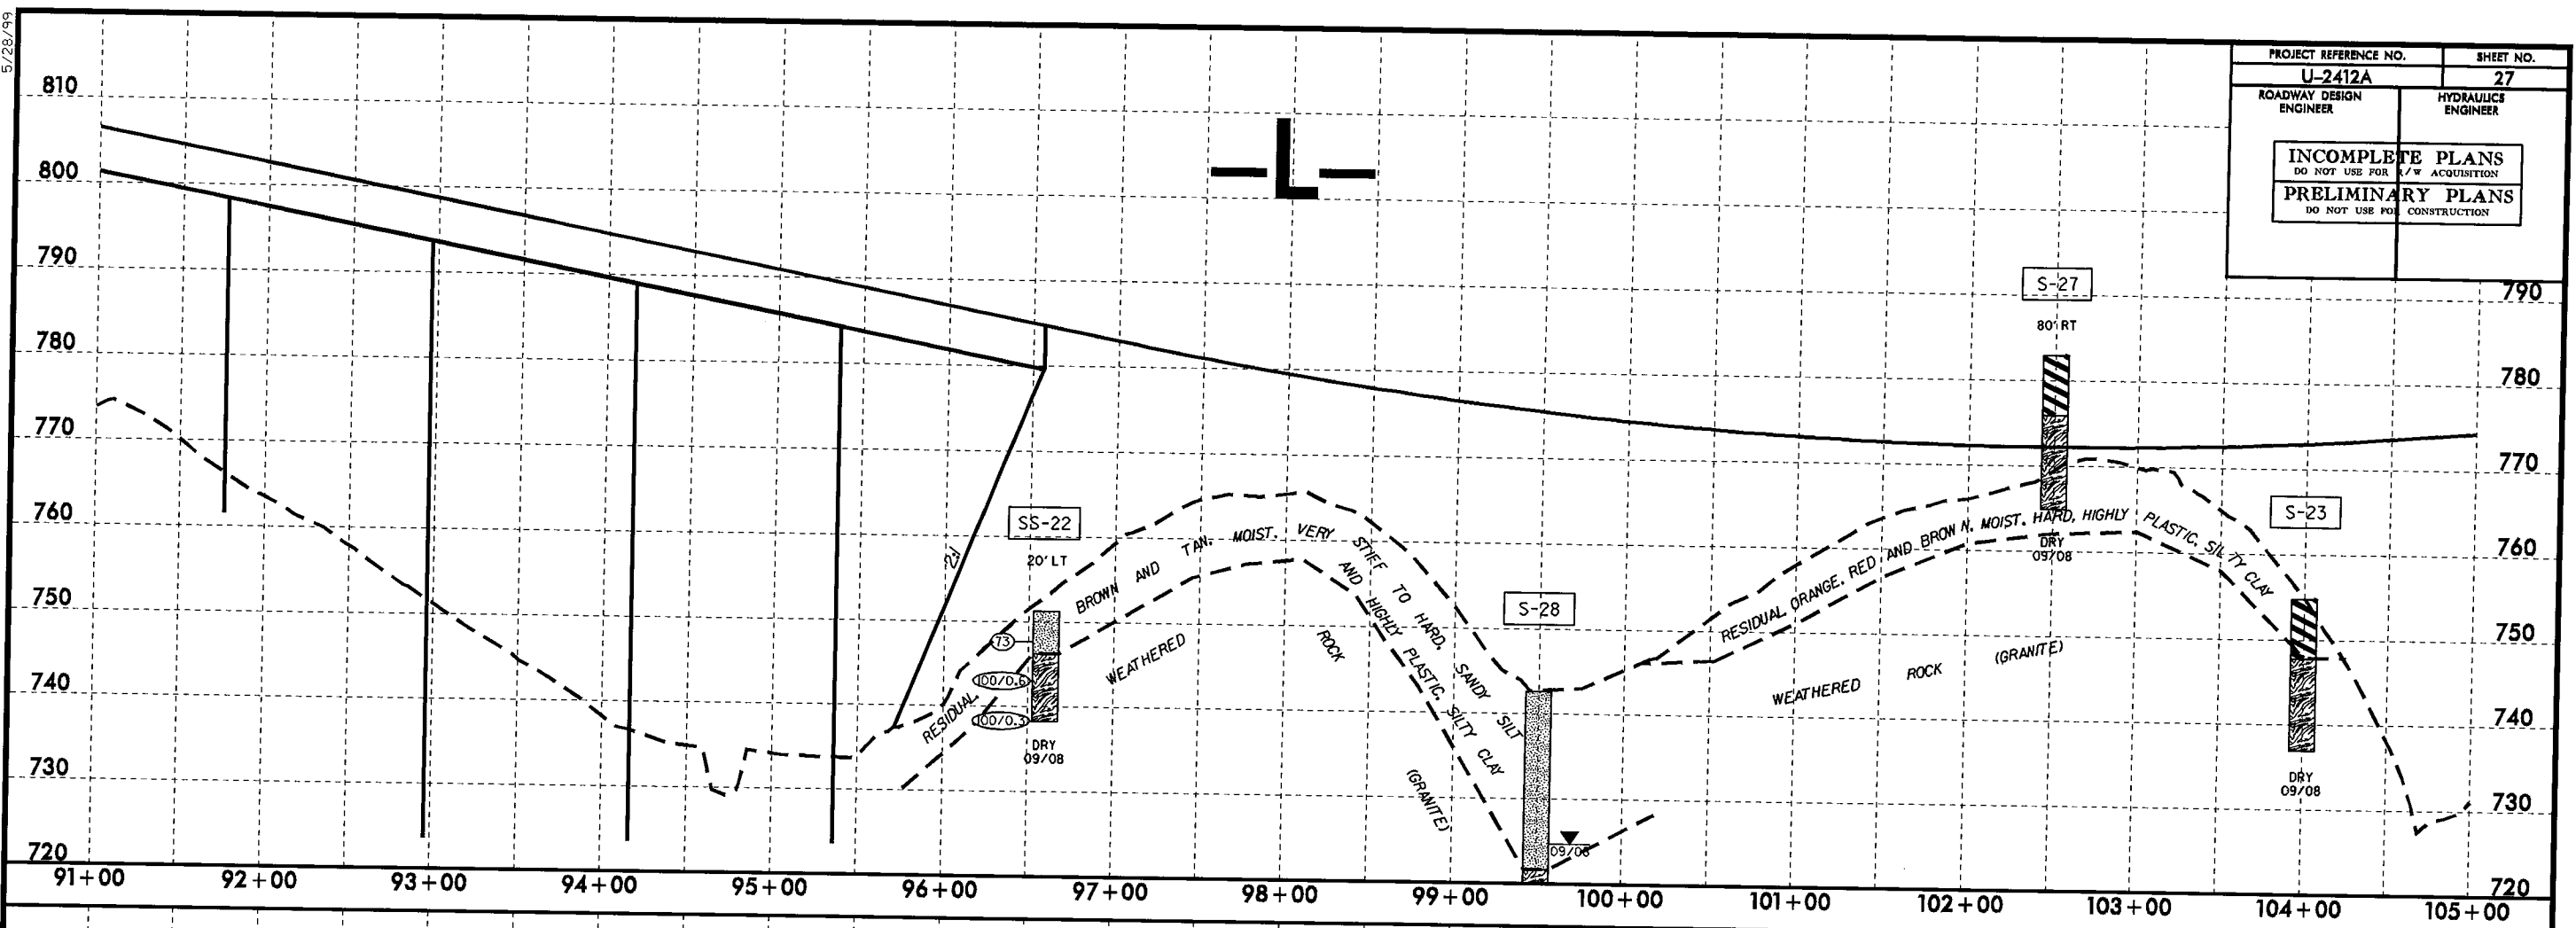 5/28/99
PROJECT REFERENCE NO.
SHEET NO.
U-2412A
27
ROADWAY DESIGN
ENGINEER
HYDRAULICS
ENGINEER
INCOMPLETE PLANS
DO NOT USE FOR R/W ACQUISITION
PRELIMINARY PLANS
DO NOT USE FOR CONSTRUCTION
810
800
790
780
770
760
750
740
730
720
L
790
780
770
760
750
740
730
720
S-27
80' RT
DRY
09/08
S-23
DRY
09/08
SS-22
20' LT
73
100/0.6
100/0.3
DRY
09/08
S-28
09/08
2:1
RESIDUAL, BROWN AND TAN, MOIST, VERY STIFF TO HARD, SANDY SILT
AND HIGHLY PLASTIC, SILTY CLAY
WEATHERED ROCK (GRANITE)
RESIDUAL, ORANGE, RED AND BROWN, MOIST, HARD, HIGHLY PLASTIC, SILTY CLAY
WEATHERED ROCK (GRANITE)
91+00 92+00 93+00 94+00 95+00 96+00 97+00 98+00 99+00 100+00 101+00 102+00 103+00 104+00 105+00